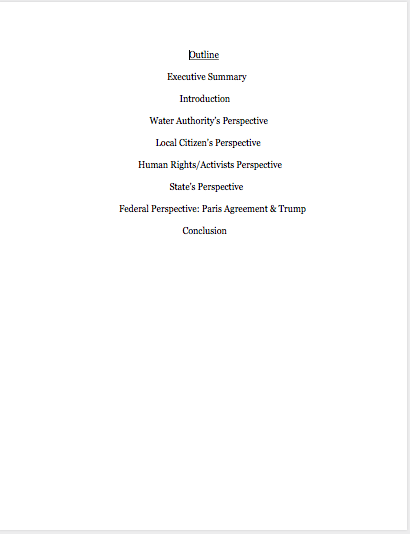 Outline
Executive Summary
Introduction
Water Authority's Perspective
Local Citizen's Perspective
Human Rights/Activists Perspective
State's Perspective
Federal Perspective: Paris Agreement & Trump
Conclusion